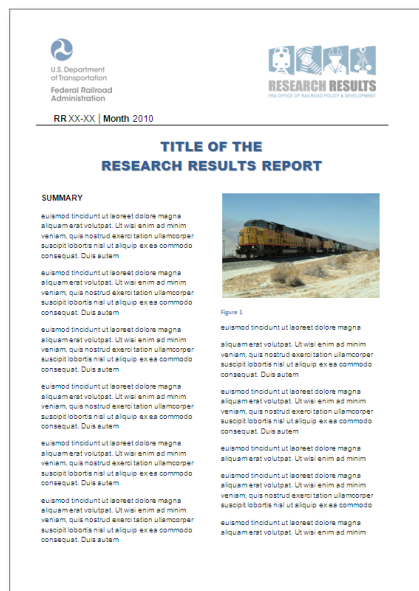 U.S. Department
of Transportation
Federal Railroad
Administration
RESEARCH RESULTS
FRA OFFICE OF RAILROAD POLICY & DEVELOPMENT
RR XX-XX | Month 2010
TITLE OF THE
RESEARCH RESULTS REPORT
SUMMARY
euismod tincidunt ut laoreet dolore magna
aliquam erat volutpat. Ut wisi enim ad minim
veniam, quis nostrud exerci tation ullamcorper
suscipit lobortis nisl ut aliquip ex ea commodo
consequat. Duis autem
euismod tincidunt ut laoreet dolore magna
aliquam erat volutpat. Ut wisi enim ad minim
veniam, quis nostrud exerci tation ullamcorper
suscipit lobortis nisl ut aliquip ex ea commodo
consequat. Duis autem
euismod tincidunt ut laoreet dolore magna
aliquam erat volutpat. Ut wisi enim ad minim
veniam, quis nostrud exerci tation ullamcorper
suscipit lobortis nisl ut aliquip ex ea commodo
consequat. Duis autem
euismod tincidunt ut laoreet dolore magna
aliquam erat volutpat. Ut wisi enim ad minim
veniam, quis nostrud exerci tation ullamcorper
suscipit lobortis nisl ut aliquip ex ea commodo
consequat. Duis autem
euismod tincidunt ut laoreet dolore magna
aliquam erat volutpat. Ut wisi enim ad minim
veniam, quis nostrud exerci tation ullamcorper
suscipit lobortis nisl ut aliquip ex ea commodo
consequat. Duis autem
euismod tincidunt ut laoreet dolore magna
aliquam erat volutpat. Ut wisi enim ad minim
veniam, quis nostrud exerci tation ullamcorper
suscipit lobortis nisl ut aliquip ex ea commodo
consequat. Duis autem
Figure 1
euismod tincidunt ut laoreet dolore magna
aliquam erat volutpat. Ut wisi enim ad minim
veniam, quis nostrud exerci tation ullamcorper
suscipit lobortis nisl ut aliquip ex ea commodo
consequat. Duis autem
euismod tincidunt ut laoreet dolore magna
aliquam erat volutpat. Ut wisi enim ad minim
veniam, quis nostrud exerci tation ullamcorper
suscipit lobortis nisl ut aliquip ex ea commodo
consequat. Duis autem
euismod tincidunt ut laoreet dolore magna
aliquam erat volutpat. Ut wisi enim ad minim
euismod tincidunt ut laoreet dolore magna
aliquam erat volutpat. Ut wisi enim ad minim
veniam, quis nostrud exerci tation ullamcorper
suscipit lobortis nisl ut aliquip ex ea commodo
euismod tincidunt ut laoreet dolore magna
aliquam erat volutpat. Ut wisi enim ad minim